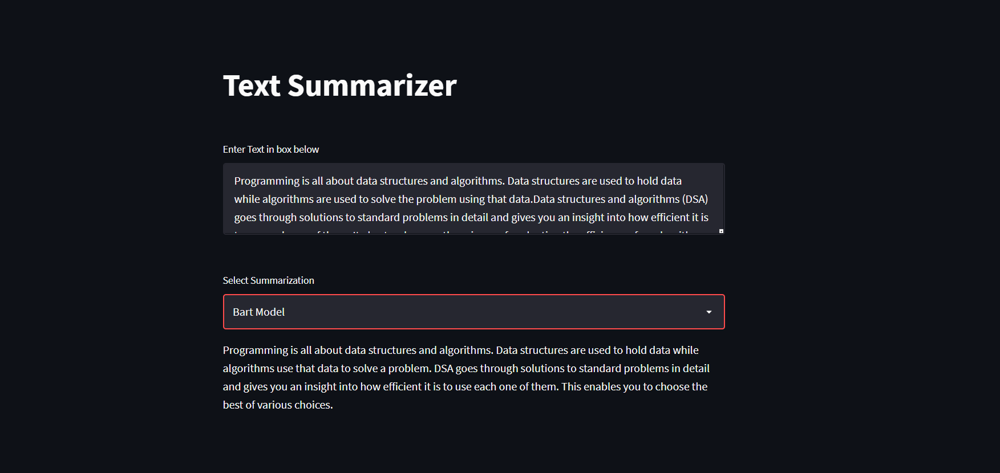 Text Summarizer
Enter Text in box below
Programming is all about data structures and algorithms. Data structures are used to hold data
while algorithms are used to solve the problem using that data.Data structures and algorithms (DSA)
goes through solutions to standard problems in detail and gives you an insight into how efficient it is
Select Summarization
Bart Model
Programming is all about data structures and algorithms. Data structures are used to hold data while
algorithms use that data to solve a problem. DSA goes through solutions to standard problems in detail
and gives you an insight into how efficient it is to use each one of them. This enables you to choose the
best of various choices.